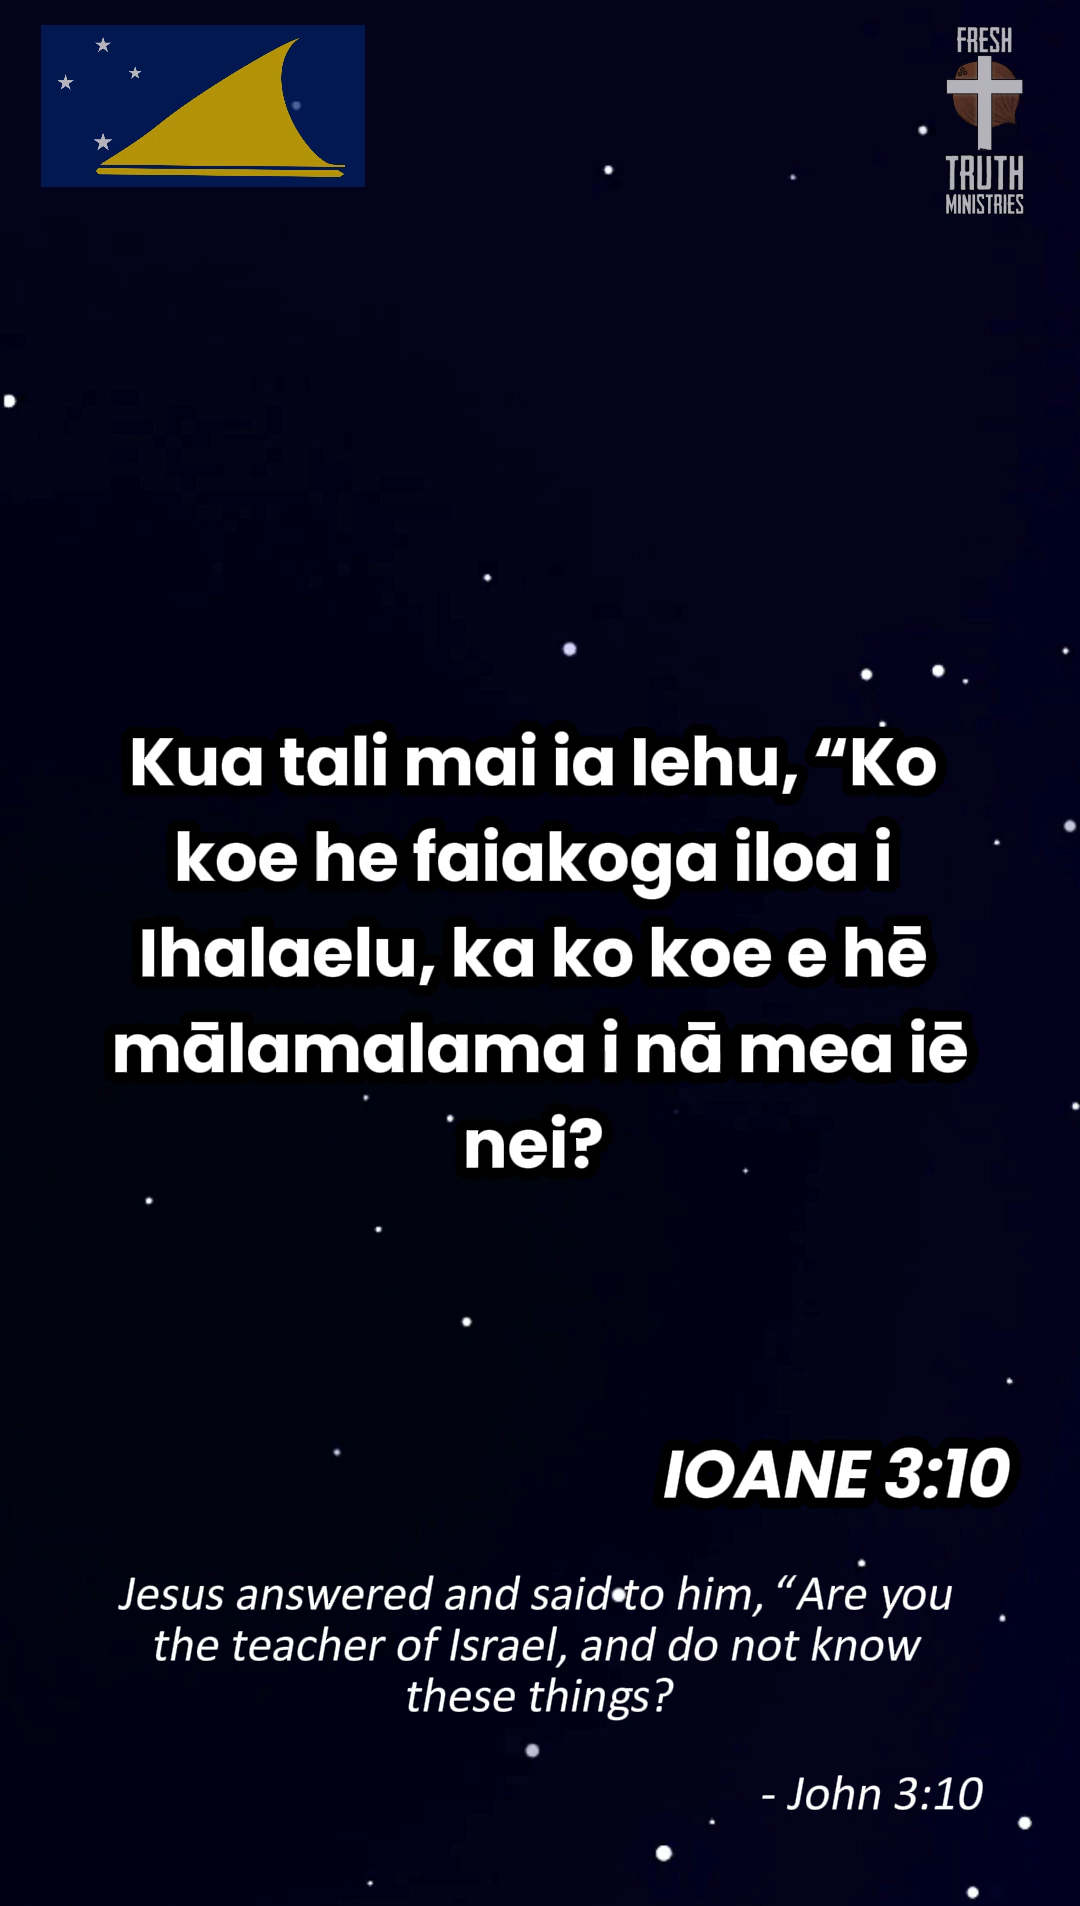 FRESH
TRUTH
MINISTRIES
Kua tali mai ia Iehu, “Ko
koe he faiakoga iloa i
Ihalaelu, ka ko koe e hē
mālamalama i nā mea iē
nei?
IOANE 3:10
Jesus answered and said to him, “Are you
the teacher of Israel, and do not know
these things?
- John 3:10